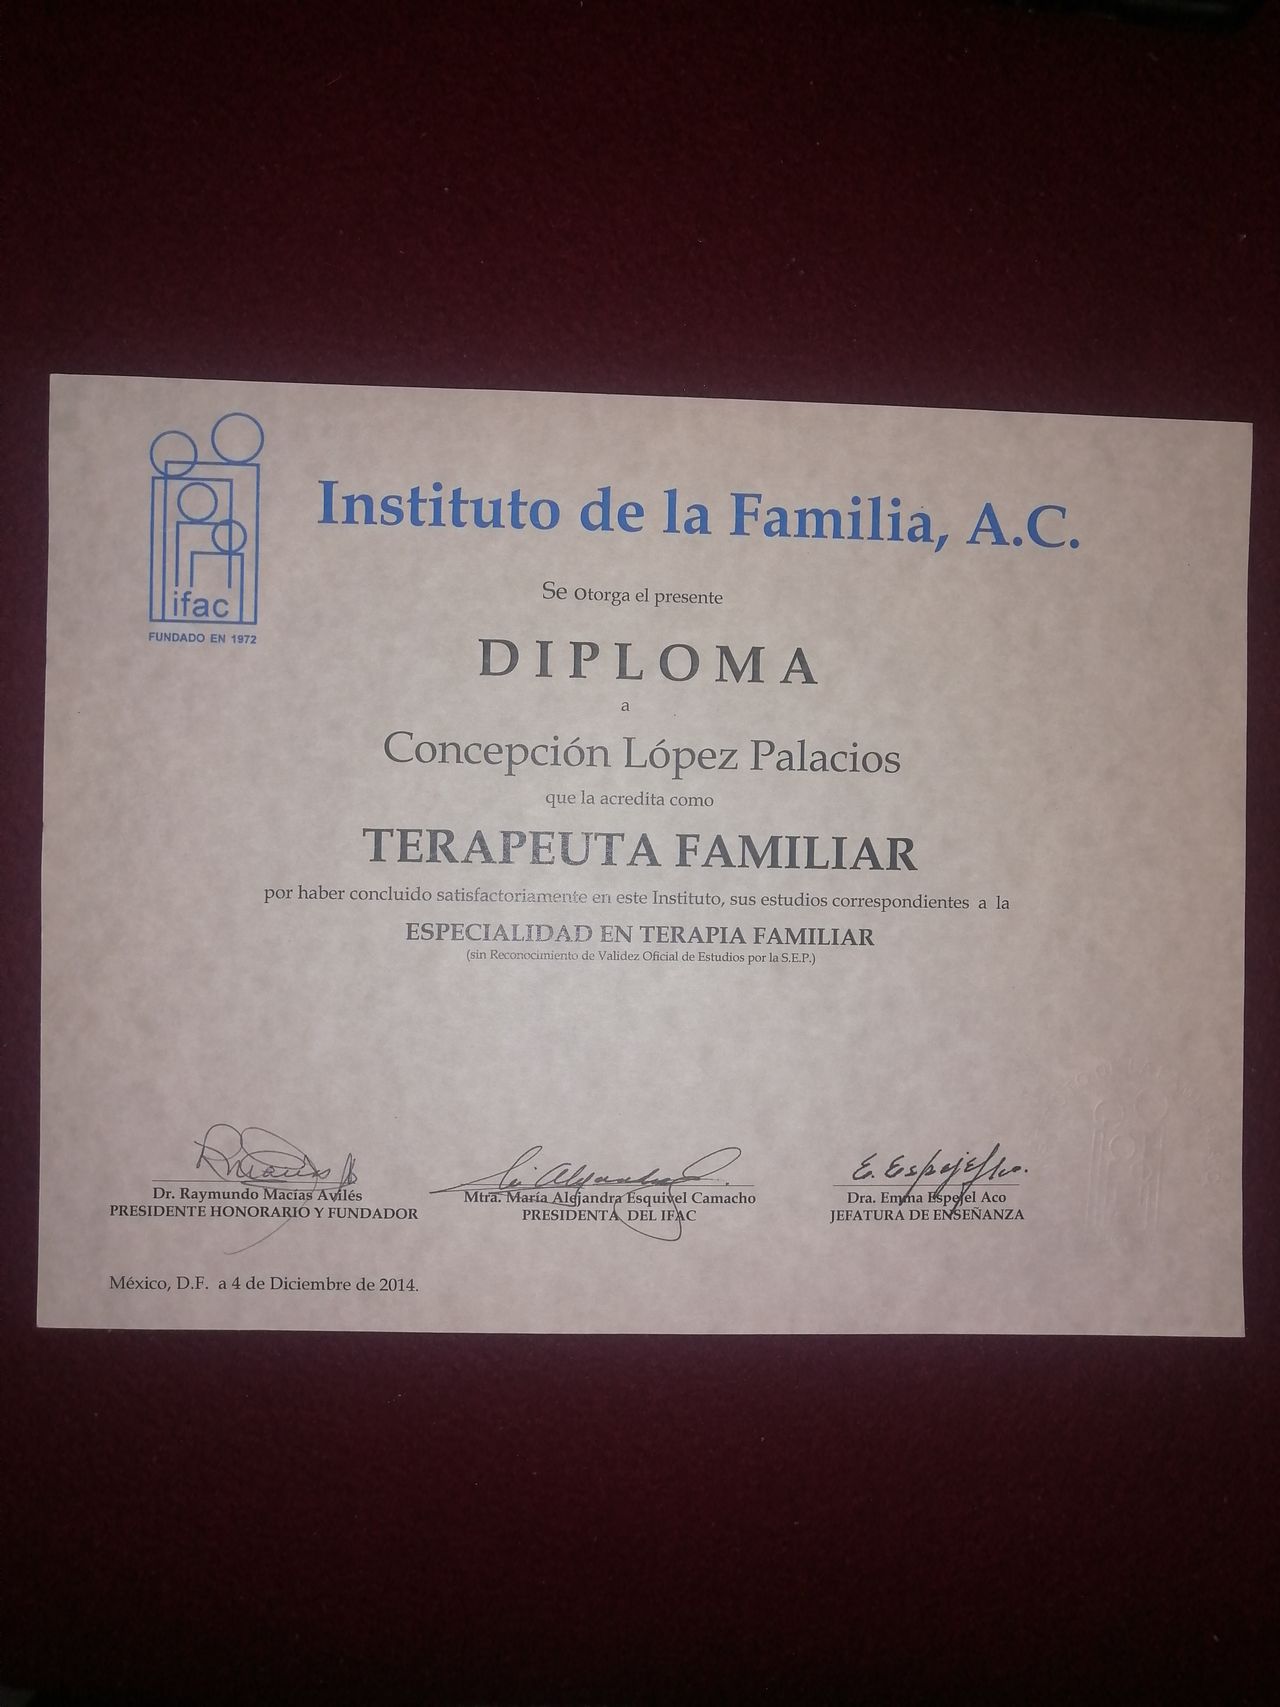 Instituto de la Familia, A.C.
ifac
FUNDADO EN 1972
Se otorga el presente
DIPLOMA
a
Concepción López Palacios
que la acredita como
TERAPEUTA FAMILIAR
por haber concluido satisfactoriamente en este Instituto, sus estudios correspondientes a la
ESPECIALIDAD EN TERAPIA FAMILIAR
(sin Reconocimiento de Validez Oficial de Estudios por la S.E.P.)
E. Espejel Aco.
Dr. Raymundo Macías Avilés
PRESIDENTE HONORARIO Y FUNDADOR
Mtra. María Alejandra Esquivel Camacho
PRESIDENTA DEL IFAC
Dra. Emma Espejel Aco
JEFATURA DE ENSEÑANZA
México, D.F. a 4 de Diciembre de 2014.